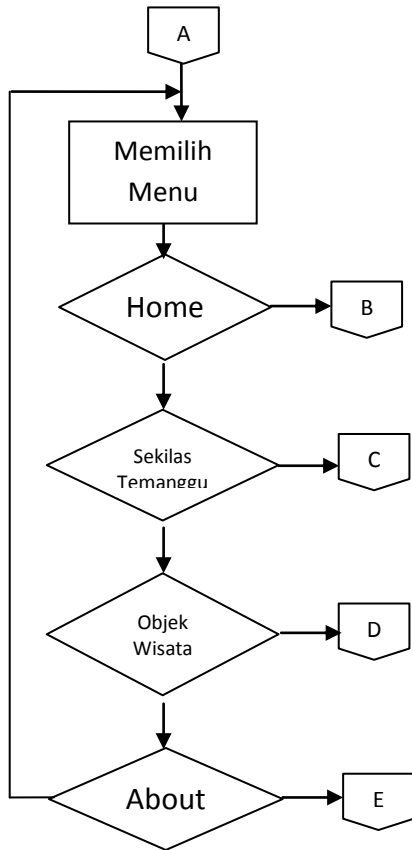 A
Memilih
Menu
Home
B
Sekilas
Temanggu
C
Objek
Wisata
D
About
E